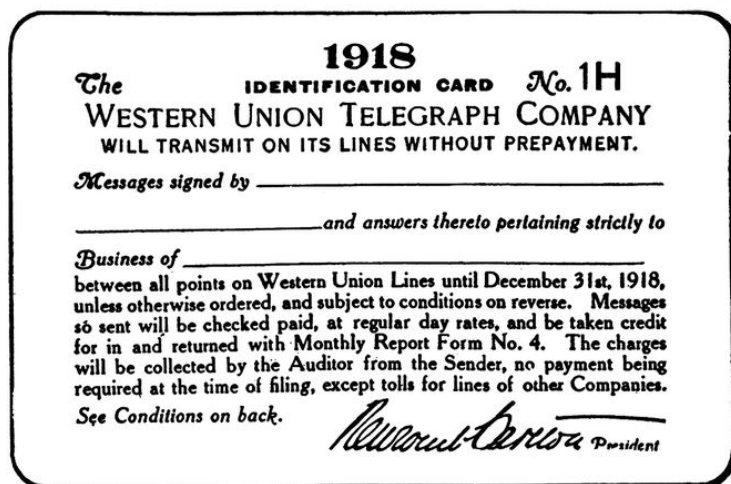 1918
The IDENTIFICATION CARD No. 1H
WESTERN UNION TELEGRAPH COMPANY
WILL TRANSMIT ON ITS LINES WITHOUT PREPAYMENT.
Messages signed by
and answers thereto pertaining strictly to
Business of
between all points on Western Union Lines until December 31st, 1918,
unless otherwise ordered, and subject to conditions on reverse. Messages
so sent will be checked paid, at regular day rates, and be taken credit
for in and returned with Monthly Report Form No. 4. The charges
will be collected by the Auditor from the Sender, no payment being
required at the time of filing, except tolls for lines of other Companies.
See Conditions on back.
Newcomb Carlton President